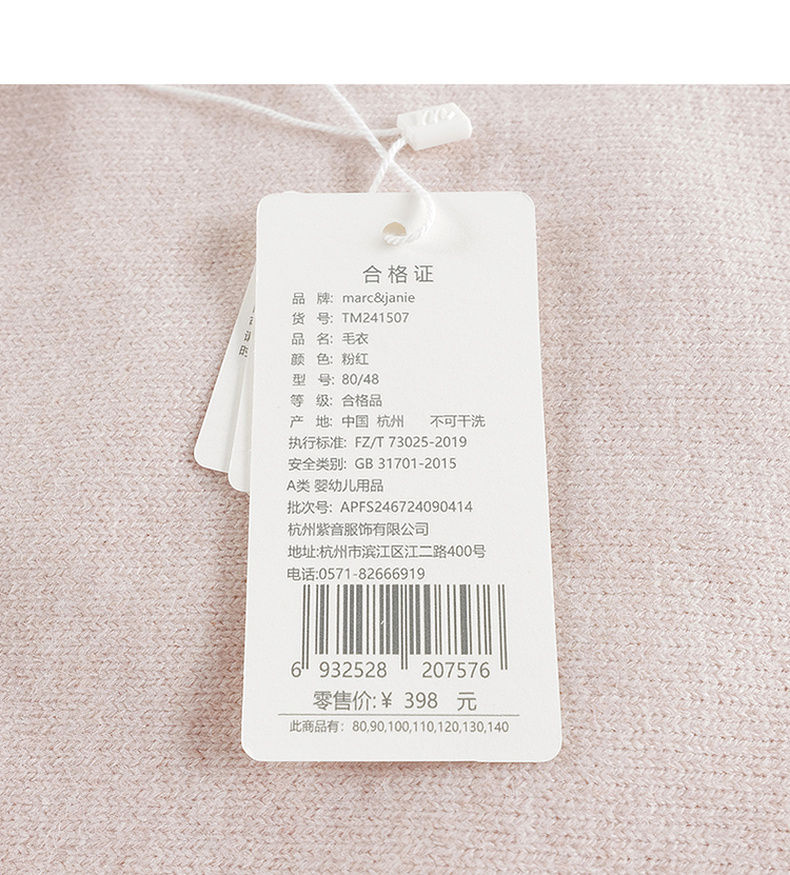 合格证
品 牌: marc&janie
货 号: TM241507
品 名: 毛衣
颜 色: 粉红
型 号: 80/48
等 级: 合格品
产 地: 中国 杭州 不可干洗
执行标准: FZ/T 73025-2019
安全类别: GB 31701-2015
A类 婴幼儿用品
批次号: APFS246724090414
杭州紫音服饰有限公司
地址:杭州市滨江区江二路400号
电话:0571-82666919
6 932528 207576
零售价:¥ 398 元
此商品有: 80,90,100,110,120,130,140